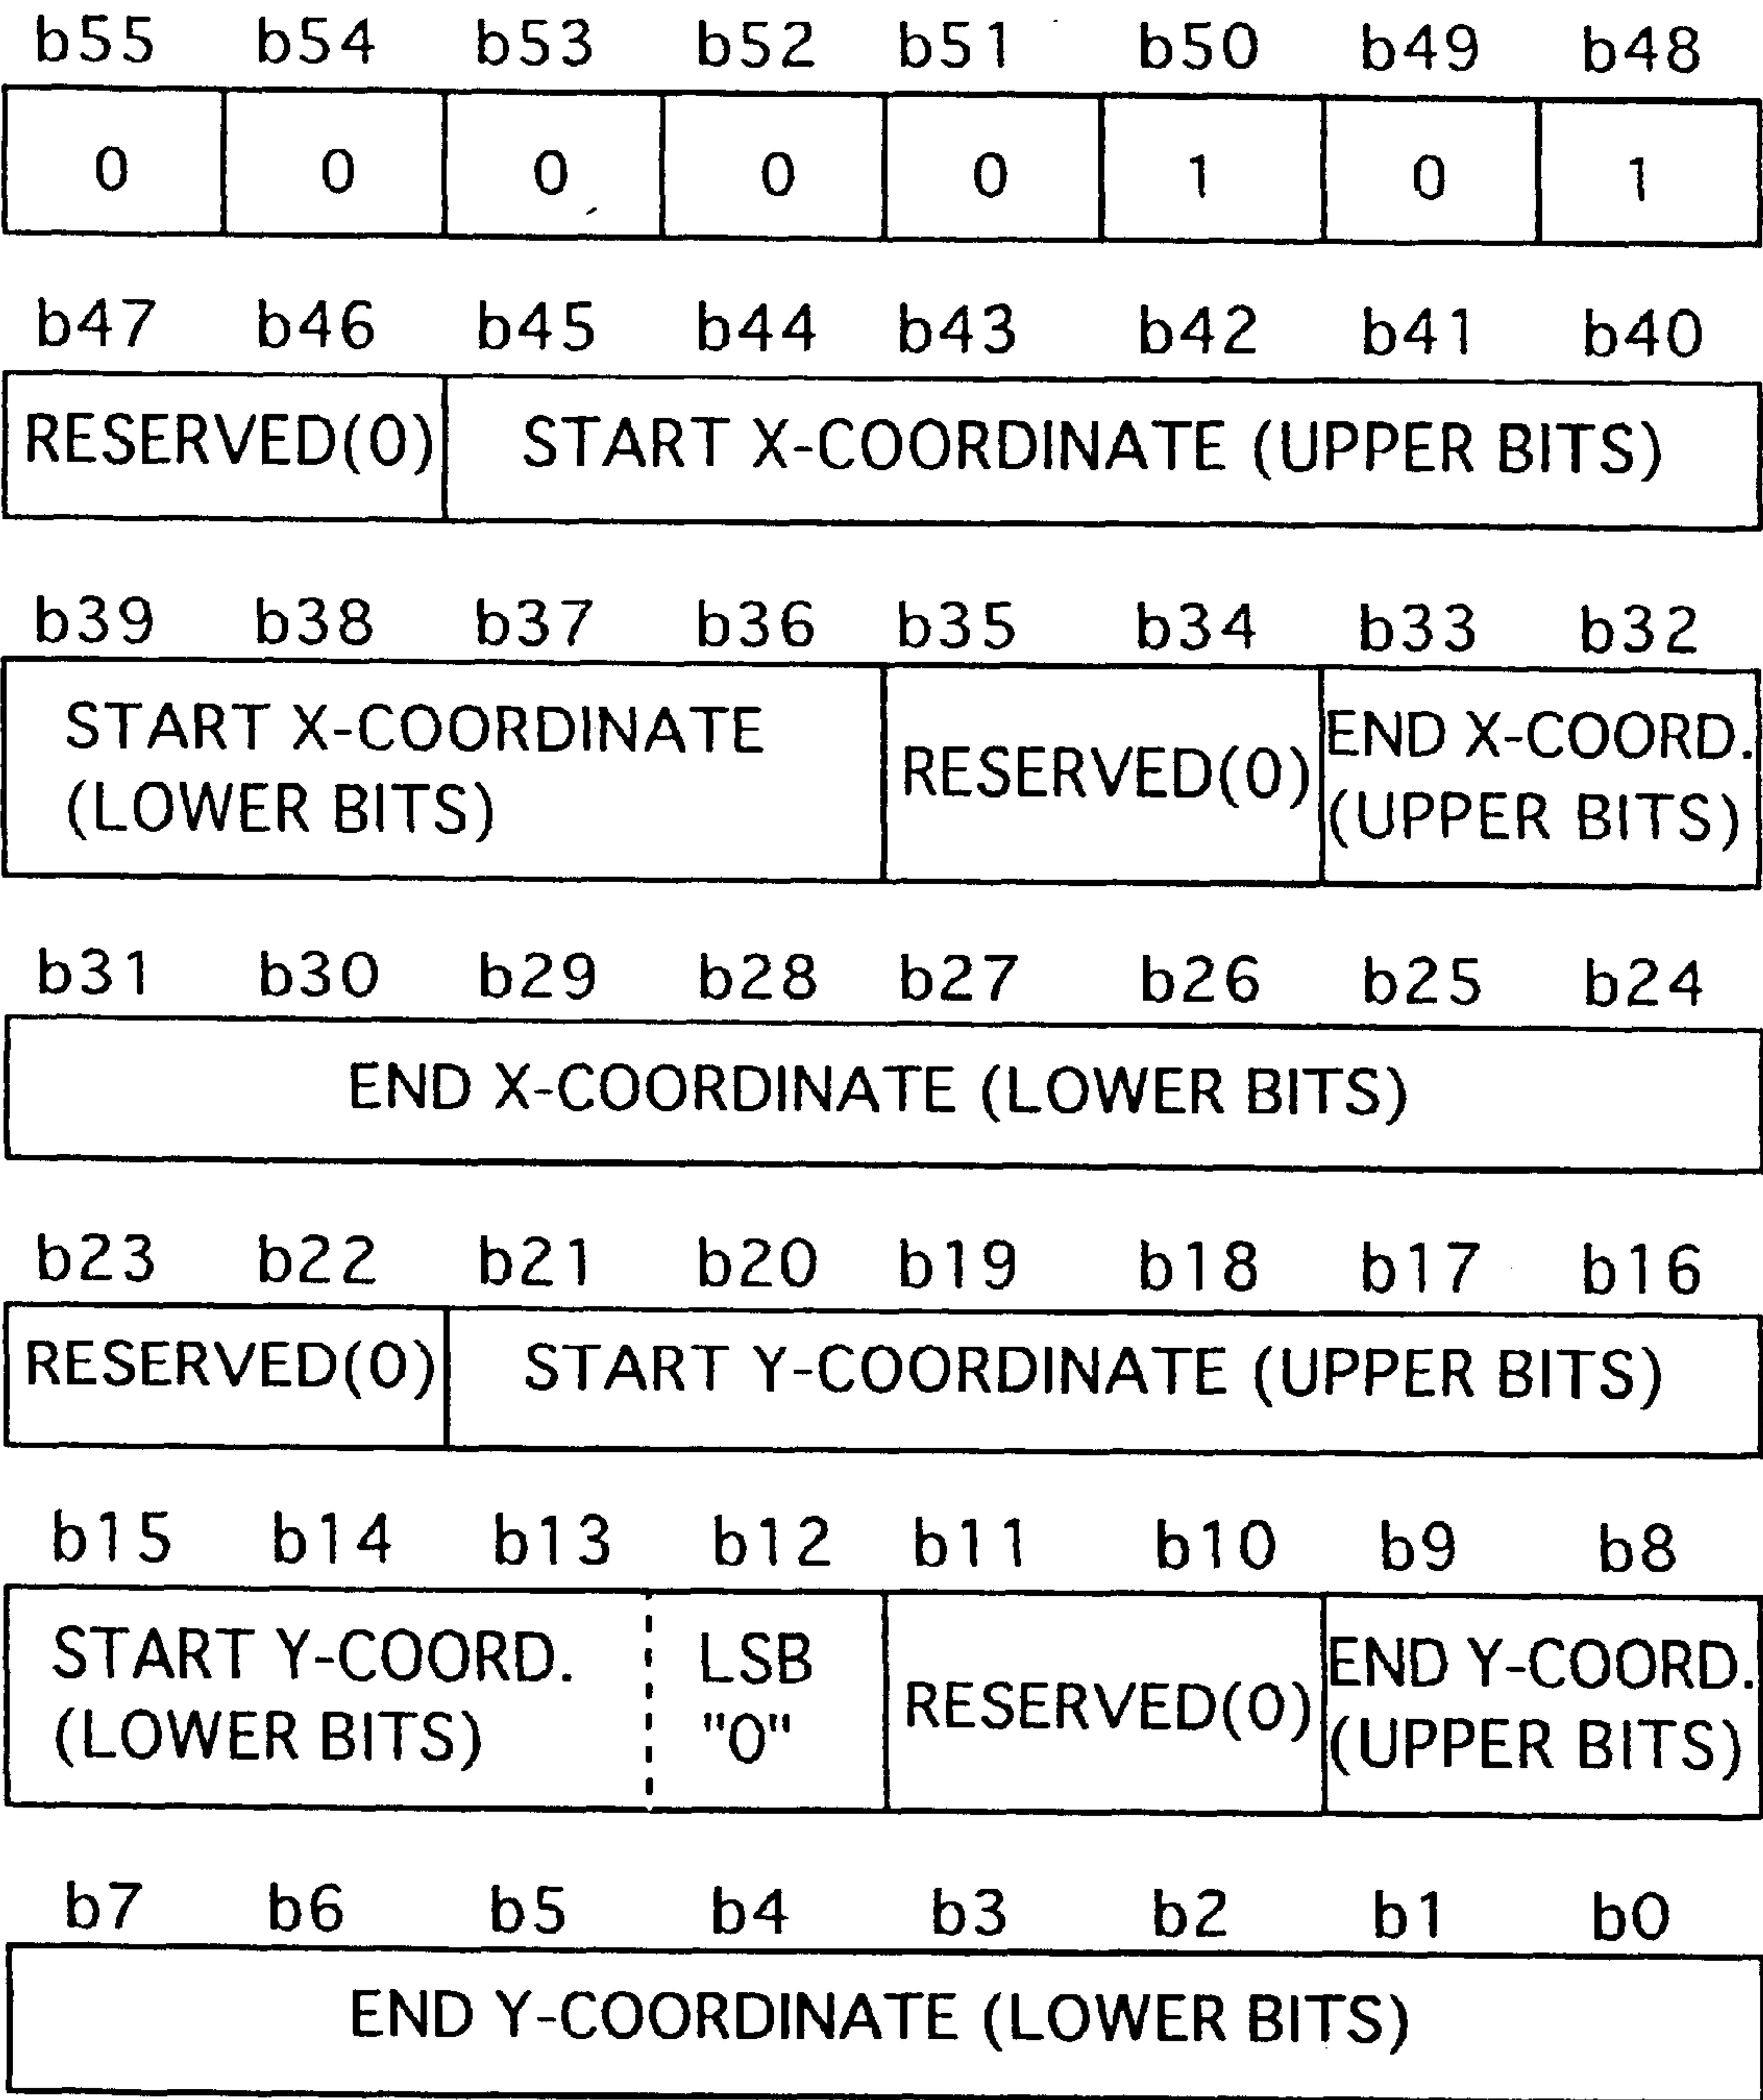 b55 b54 b53 b52 b51 b50 b49 b48
0 0 0 0 0 1 0 1
b47 b46 b45 b44 b43 b42 b41 b40
RESERVED(0) START X-COORDINATE (UPPER BITS)
b39 b38 b37 b36 b35 b34 b33 b32
START X-COORDINATE
(LOWER BITS)
RESERVED(0)
END X-COORD.
(UPPER BITS)
b31 b30 b29 b28 b27 b26 b25 b24
END X-COORDINATE (LOWER BITS)
b23 b22 b21 b20 b19 b18 b17 b16
RESERVED(0) START Y-COORDINATE (UPPER BITS)
b15 b14 b13 b12 b11 b10 b9 b8
START Y-COORD.
(LOWER BITS)
LSB
"0"
RESERVED(0)
END Y-COORD.
(UPPER BITS)
b7 b6 b5 b4 b3 b2 b1 b0
END Y-COORDINATE (LOWER BITS)